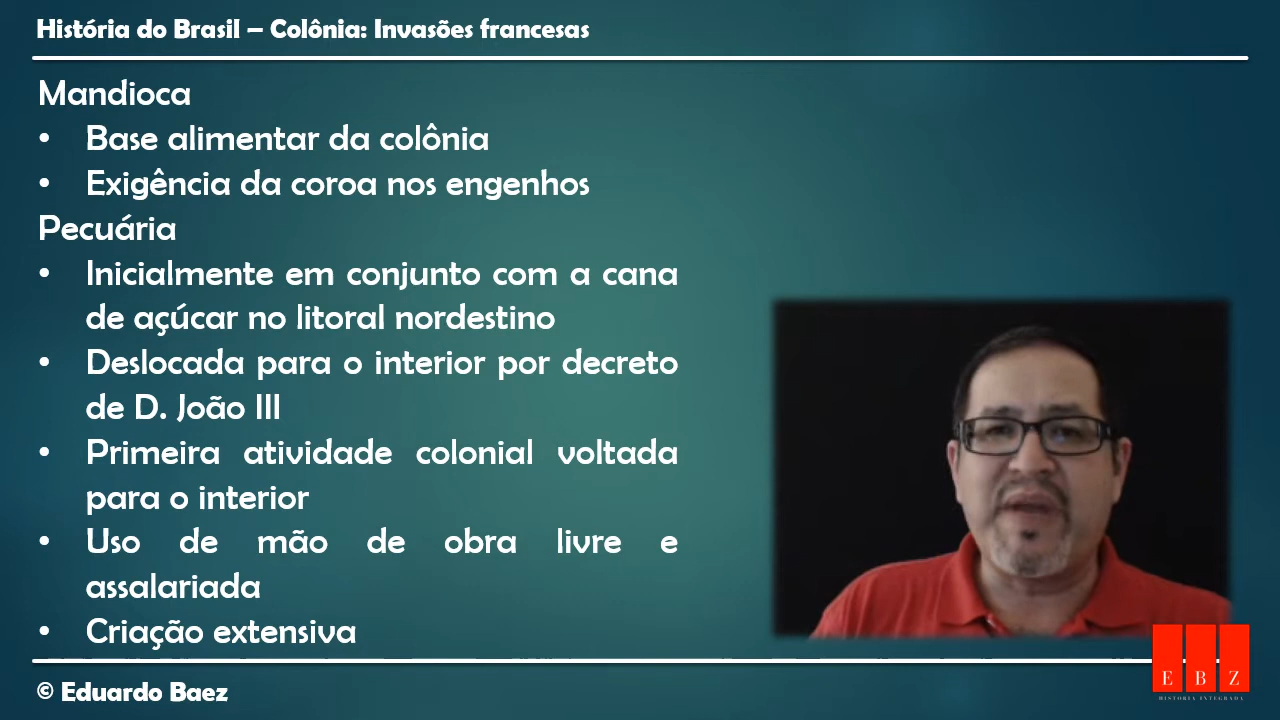 História do Brasil – Colônia: Invasões francesas
Mandioca
• Base alimentar da colônia
• Exigência da coroa nos engenhos
Pecuária
• Inicialmente em conjunto com a cana
de açúcar no litoral nordestino
• Deslocada para o interior por decreto
de D. João III
• Primeira atividade colonial voltada
para o interior
• Uso de mão de obra livre e
assalariada
• Criação extensiva
© Eduardo Baez
E B Z
HISTORIA INTEGRADA